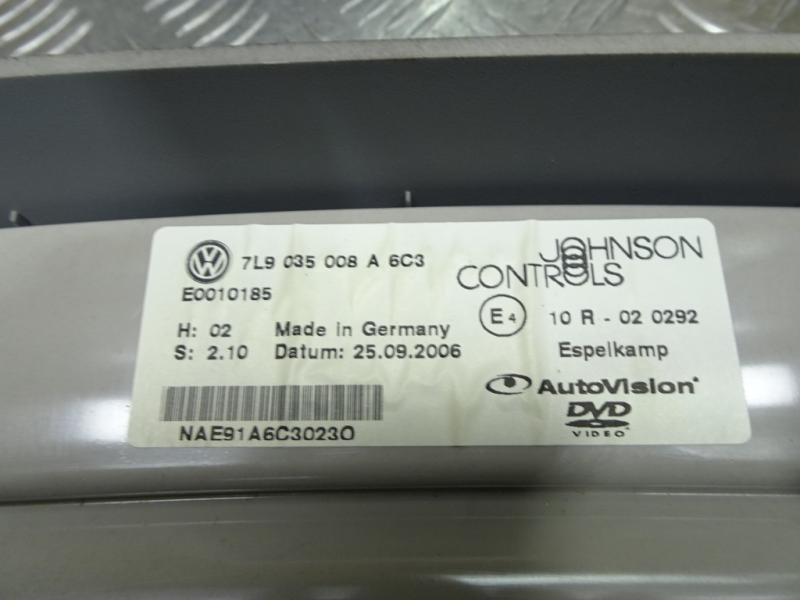 7L9 035 008 A 6C3
E0010185
JOHNSON
CONTROLS
H: 02 Made in Germany
S: 2.10 Datum: 25.09.2006
E4 10 R - 02 0292
Espelkamp
AutoVision
DVD
VIDEO
NAE91A6C30230